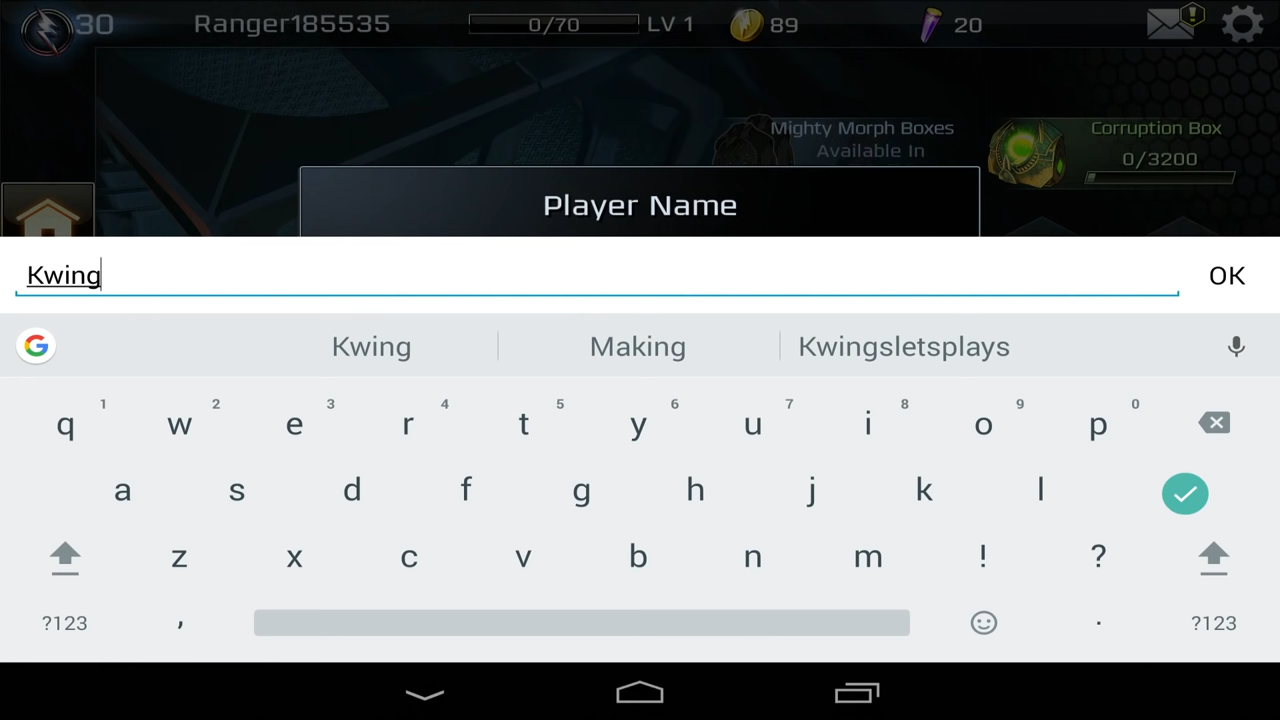 30 Ranger185535 0/70 LV 1 89 20
Mighty Morph Boxes
Available In
Corruption Box
0/3200
Player Name
Kwing OK
G Kwing Making Kwingsletsplays
q 1 w 2 e 3 r 4 t 5 y 6 u 7 i 8 o 9 p 0
a s d f g h j k l
z x c v b n m ! ?
?123 , . ?123